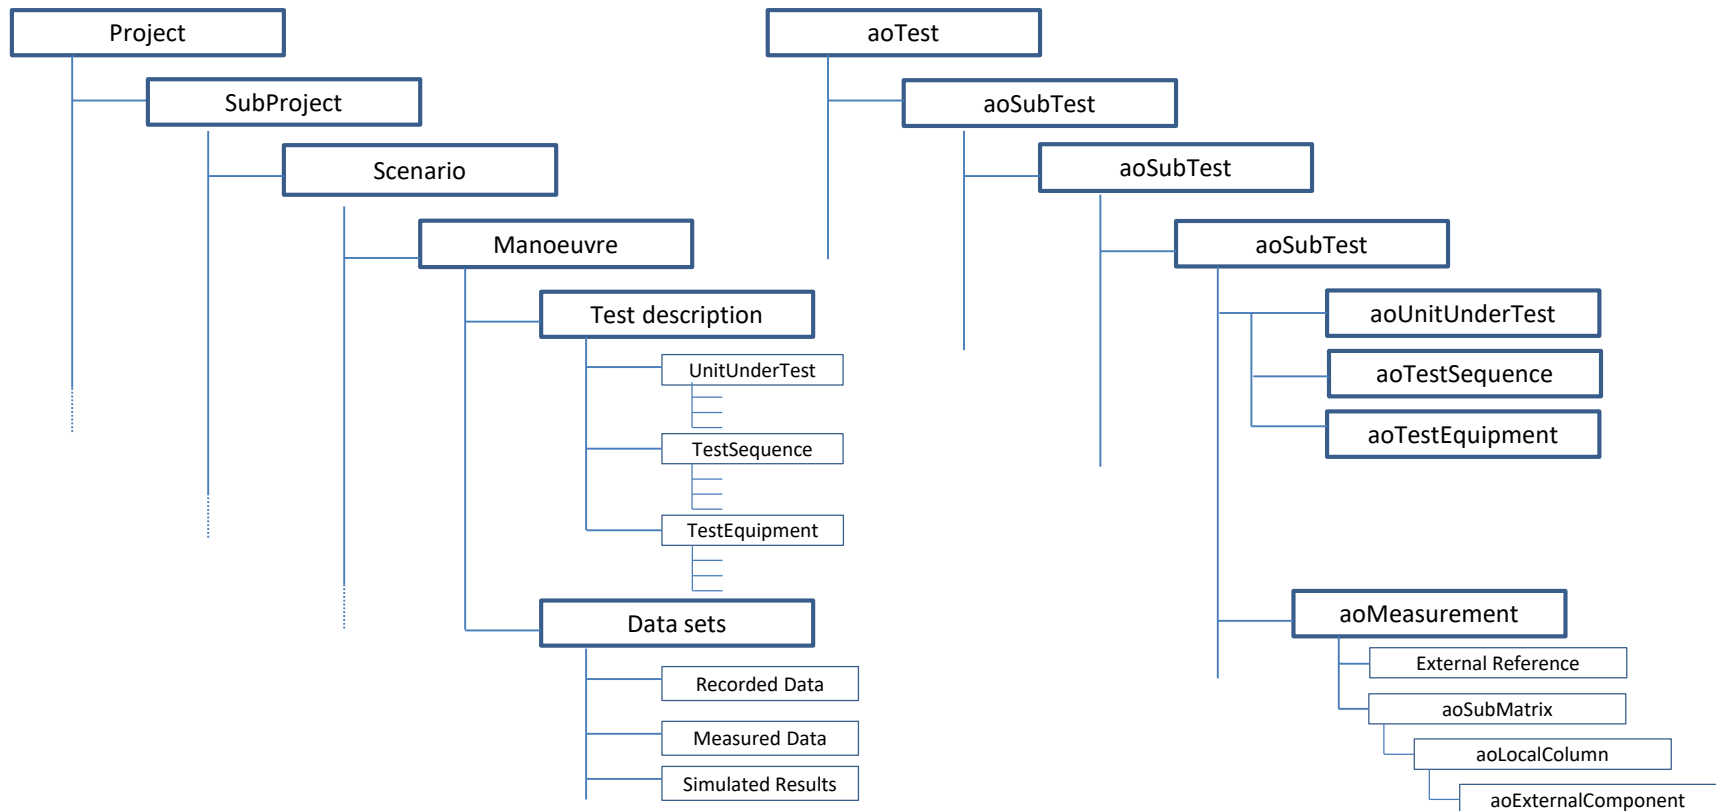 Project
SubProject
Scenario
Manoeuvre
Test description
UnitUnderTest
TestSequence
TestEquipment
Data sets
Recorded Data
Measured Data
Simulated Results
aoTest
aoSubTest
aoSubTest
aoSubTest
aoUnitUnderTest
aoTestSequence
aoTestEquipment
aoMeasurement
External Reference
aoSubMatrix
aoLocalColumn
aoExternalComponent